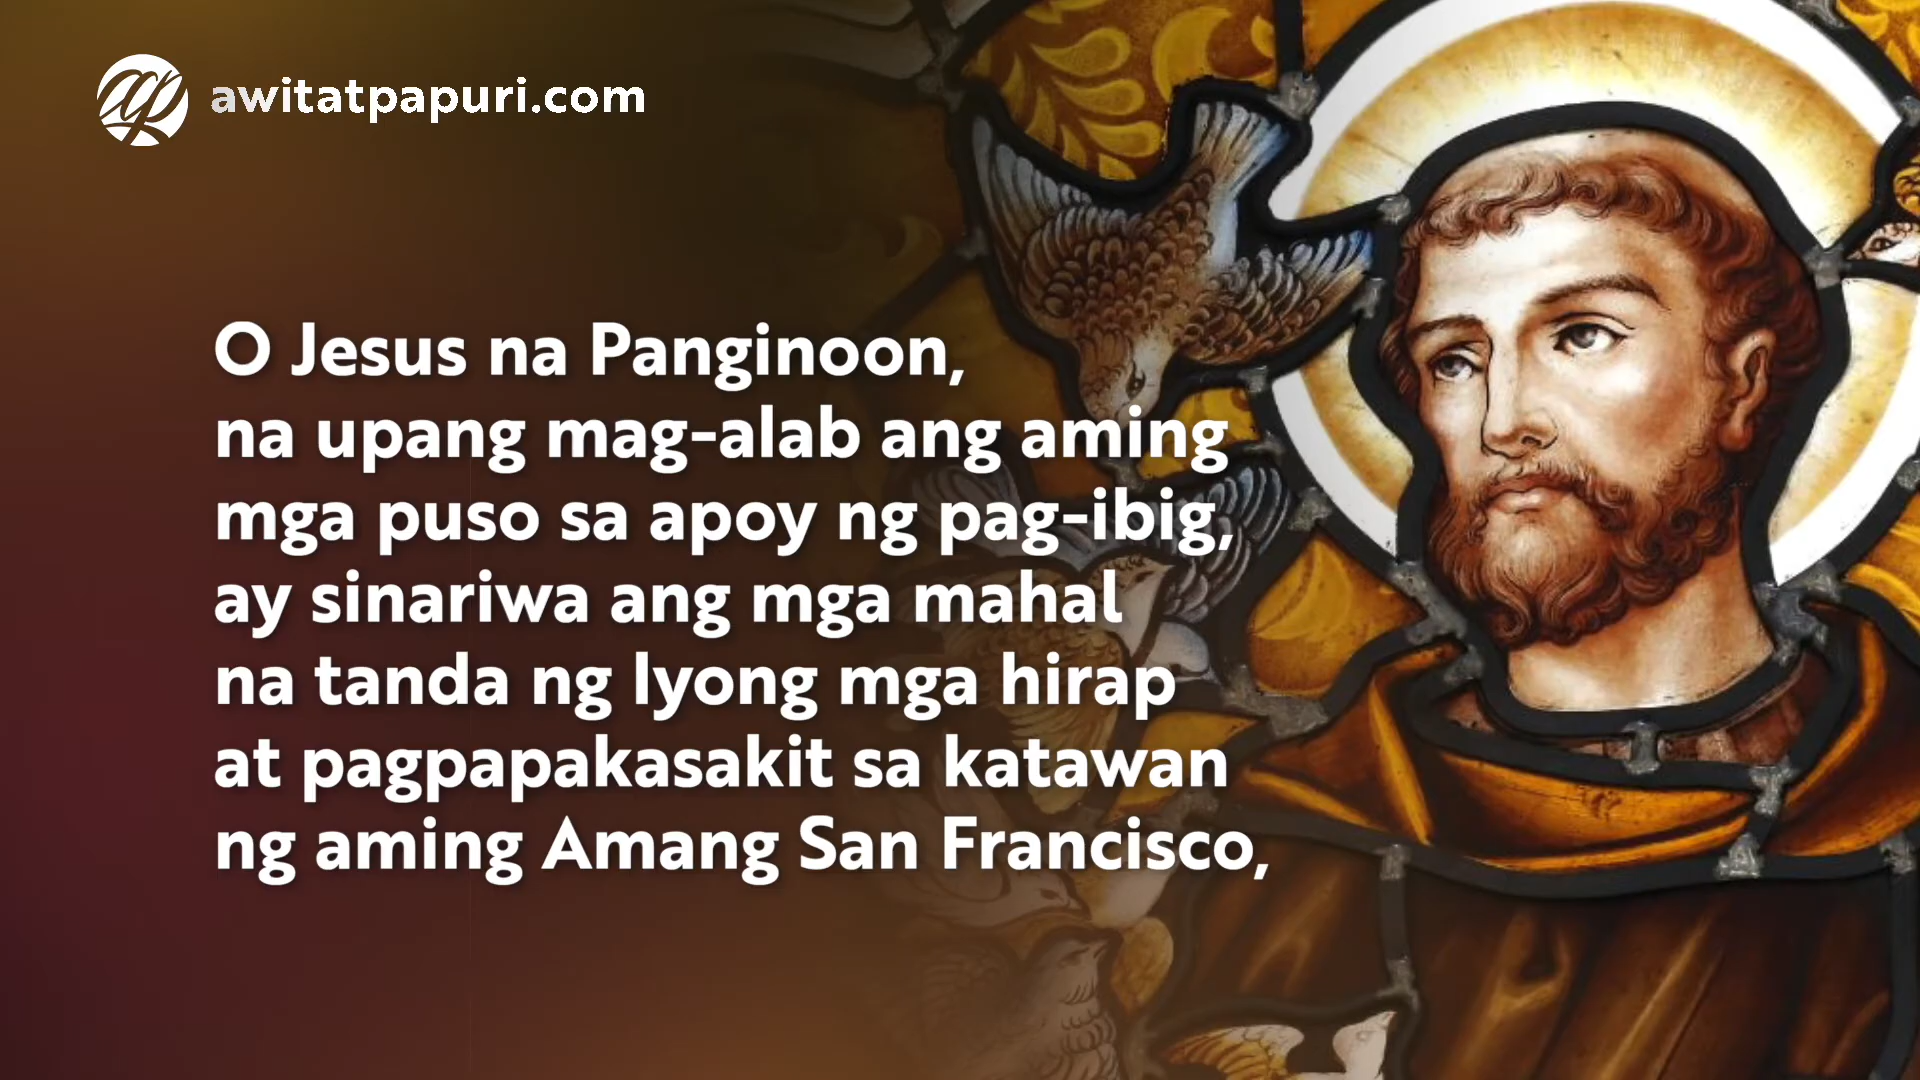 awitatpapuri.com
O Jesus na Panginoon,
na upang mag-alab ang aming
mga puso sa apoy ng pag-ibig,
ay sinariwa ang mga mahal
na tanda ng Iyong mga hirap
at pagpapakasakit sa katawan
ng aming Amang San Francisco,